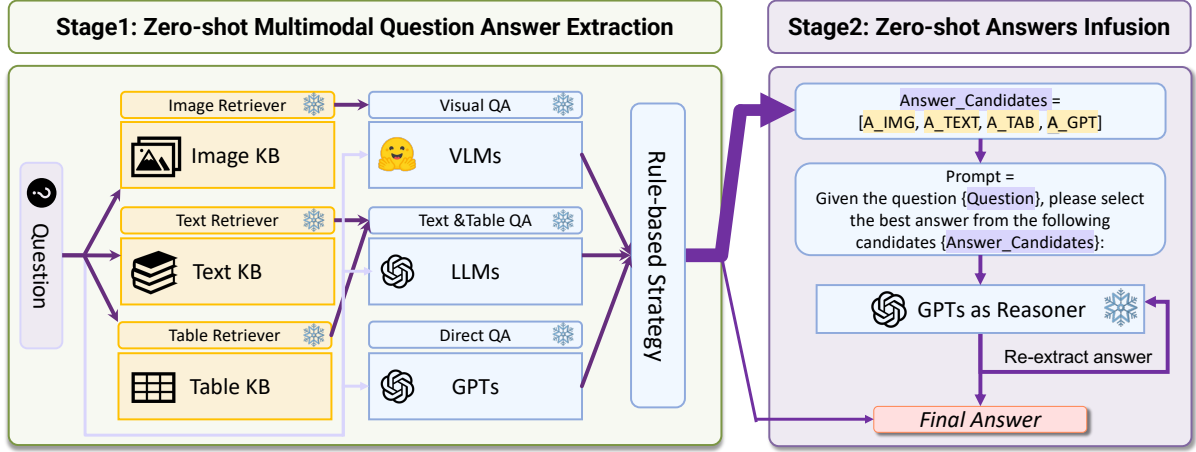 Stage1: Zero-shot Multimodal Question Answer Extraction
Stage2: Zero-shot Answers Infusion
?
Question
Image Retriever
Image KB
Text Retriever
Text KB
Table Retriever
Table KB
Visual QA
VLMs
Text &Table QA
LLMs
Direct QA
GPTs
Rule-based Strategy
Answer_Candidates =
[A_IMG, A_TEXT, A_TAB , A_GPT]
Prompt =
Given the question {Question}, please select
the best answer from the following
candidates {Answer_Candidates}:
GPTs as Reasoner
Re-extract answer
Final Answer